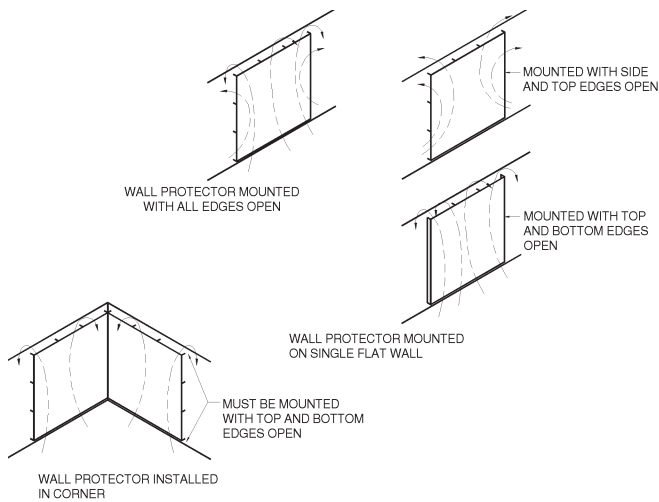 WALL PROTECTOR MOUNTED
WITH ALL EDGES OPEN
MOUNTED WITH SIDE
AND TOP EDGES OPEN
MOUNTED WITH TOP
AND BOTTOM EDGES
OPEN
WALL PROTECTOR MOUNTED
ON SINGLE FLAT WALL
MUST BE MOUNTED
WITH TOP AND BOTTOM
EDGES OPEN
WALL PROTECTOR INSTALLED
IN CORNER